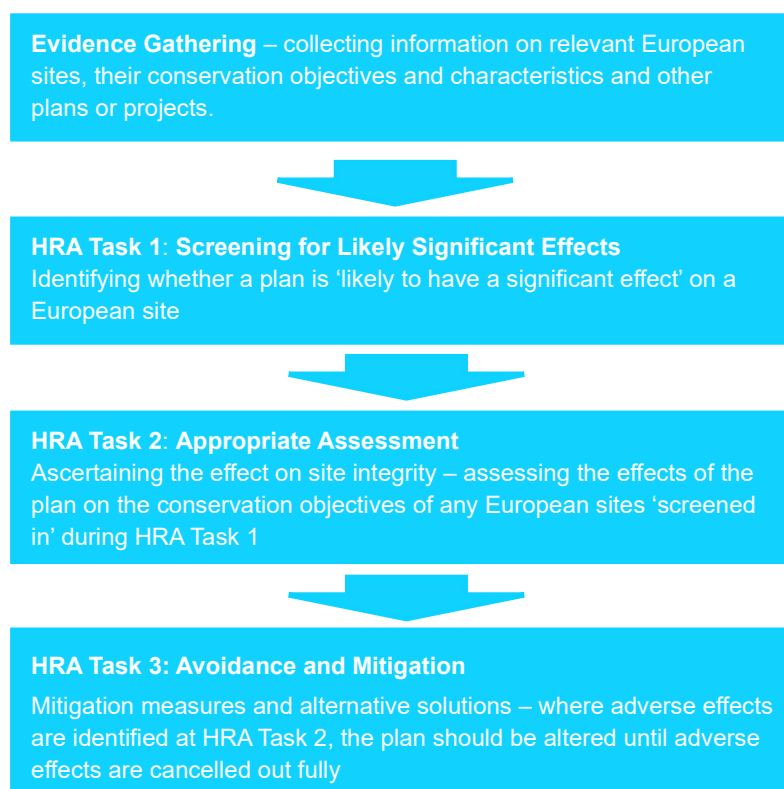 Evidence Gathering – collecting information on relevant European
sites, their conservation objectives and characteristics and other
plans or projects.
HRA Task 1: Screening for Likely Significant Effects
Identifying whether a plan is ‘likely to have a significant effect’ on a
European site
HRA Task 2: Appropriate Assessment
Ascertaining the effect on site integrity – assessing the effects of the
plan on the conservation objectives of any European sites ‘screened
in’ during HRA Task 1
HRA Task 3: Avoidance and Mitigation
Mitigation measures and alternative solutions – where adverse effects
are identified at HRA Task 2, the plan should be altered until adverse
effects are cancelled out fully